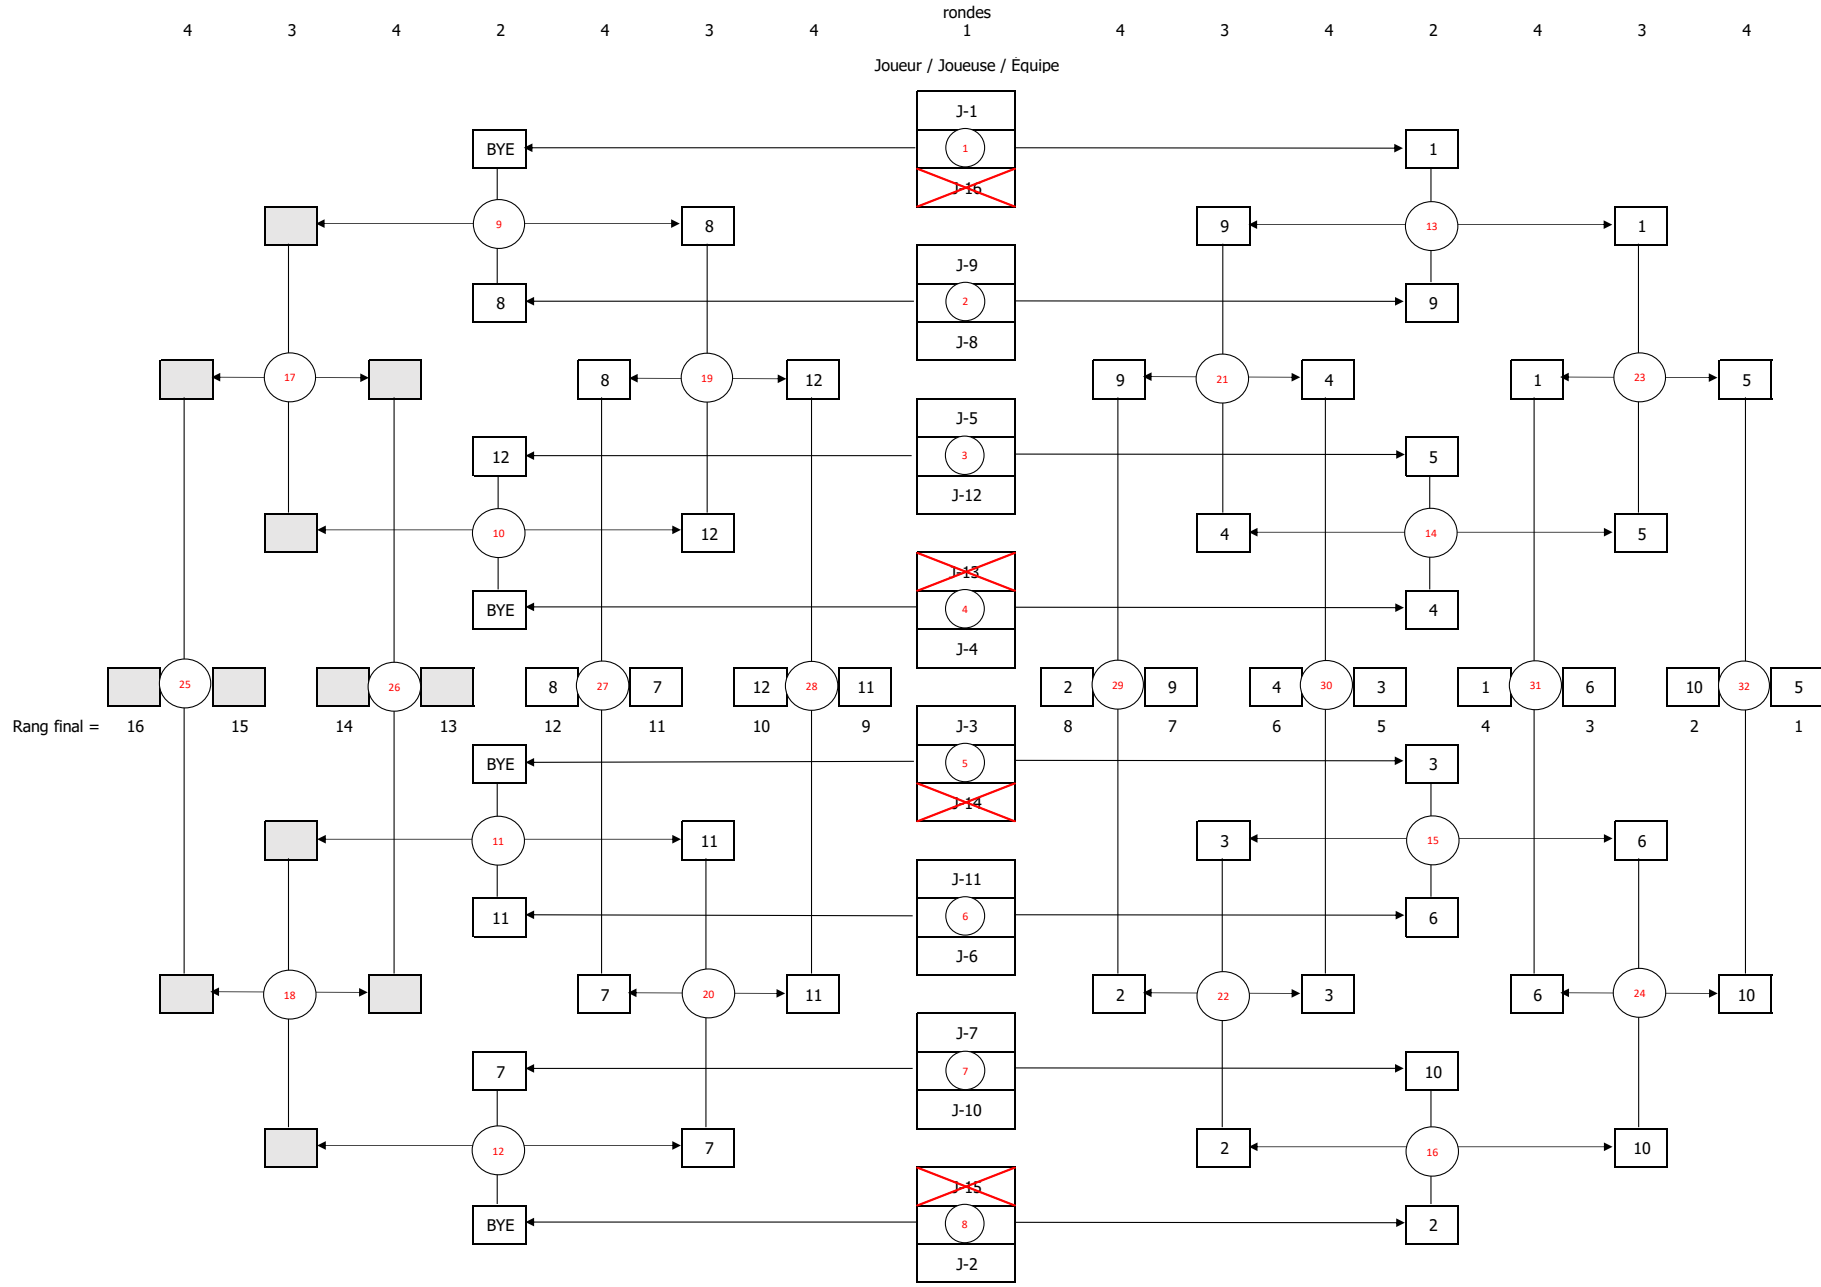 rondes
4 3 4 2 4 3 4 1 4 3 4 2 4 3 4
Joueur / Joueuse / Équipe
J-1
BYE 1 1
J-16
9 8 9 13 1
J-9
8 2 9
J-8
17 8 19 12 9 21 4 1 23 5
J-5
12 3 5
J-12
10 12 4 14 5
J-13
BYE 4 4
J-4
25 26 8 27 7 12 28 11 2 29 9 4 30 3 1 31 6 10 32 5
Rang final = 16 15 14 13 12 11 10 9 8 7 6 5 4 3 2 1
J-3
BYE 5 3
J-14
11 11 3 15 6
J-11
11 6 6
J-6
18 7 20 11 2 22 3 6 24 10
J-7
7 7 10
J-10
12 7 2 16 10
J-15
BYE 8 2
J-2